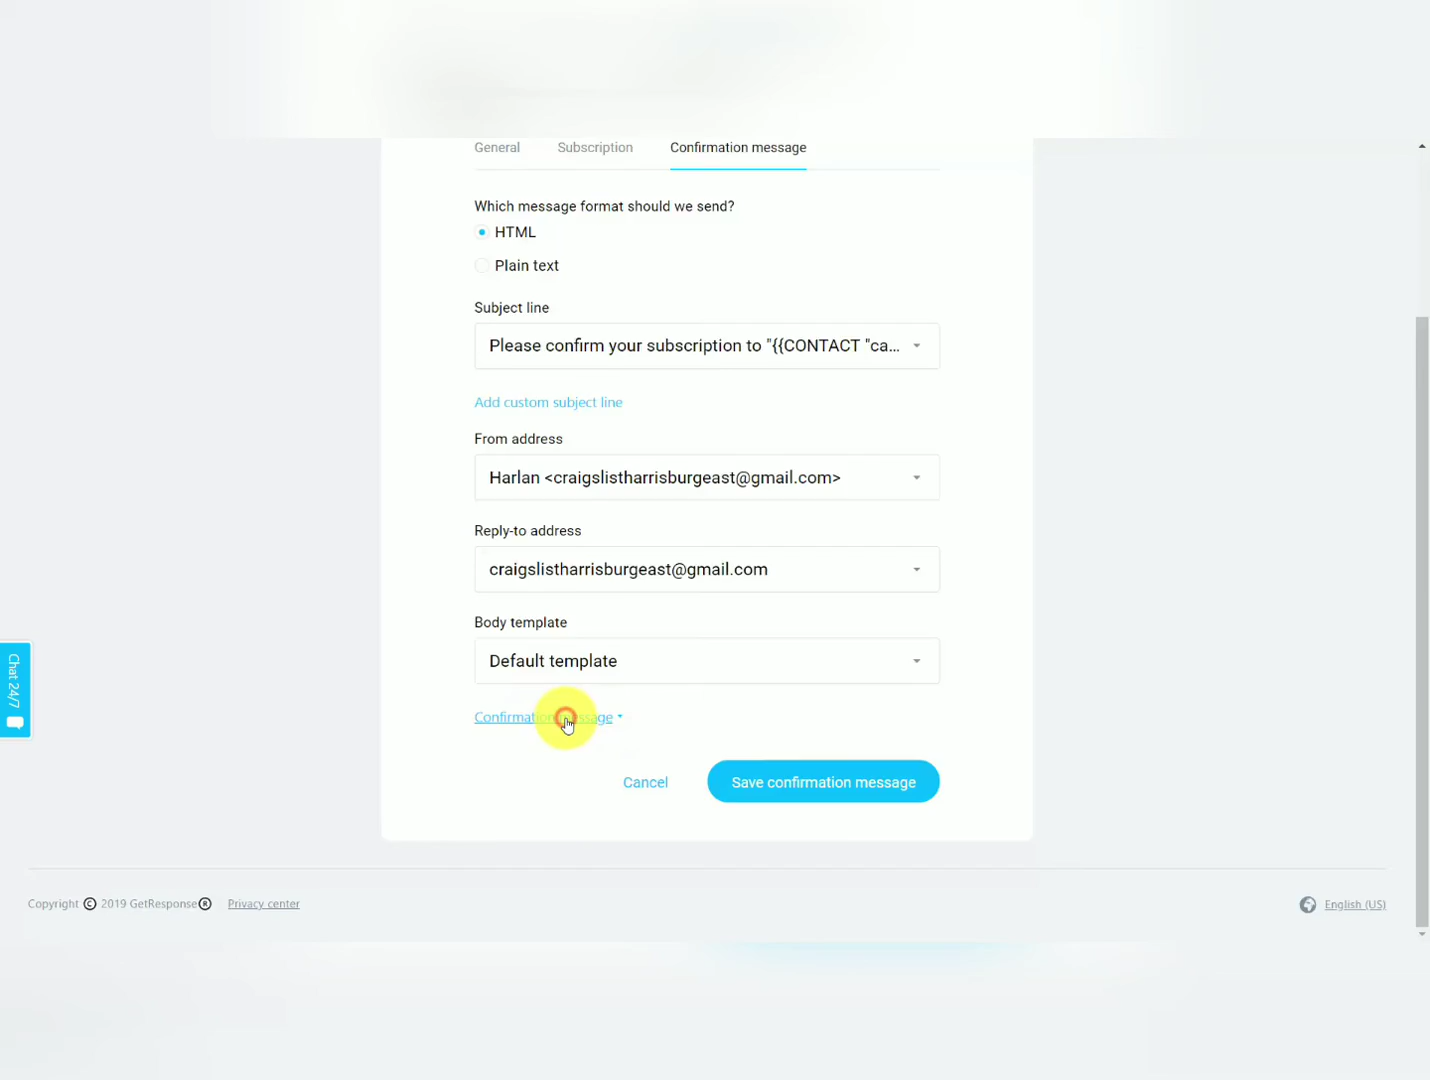 General Subscription Confirmation message
Which message format should we send?
HTML
Plain text
Subject line
Please confirm your subscription to "{{CONTACT "ca...
Add custom subject line
From address
Harlan <craigslistharrisburgeast@gmail.com>
Reply-to address
craigslistharrisburgeast@gmail.com
Body template
Default template
Chat 24/7
Confirmation message
Cancel Save confirmation message
Copyright © 2019 GetResponse® Privacy center English (US)